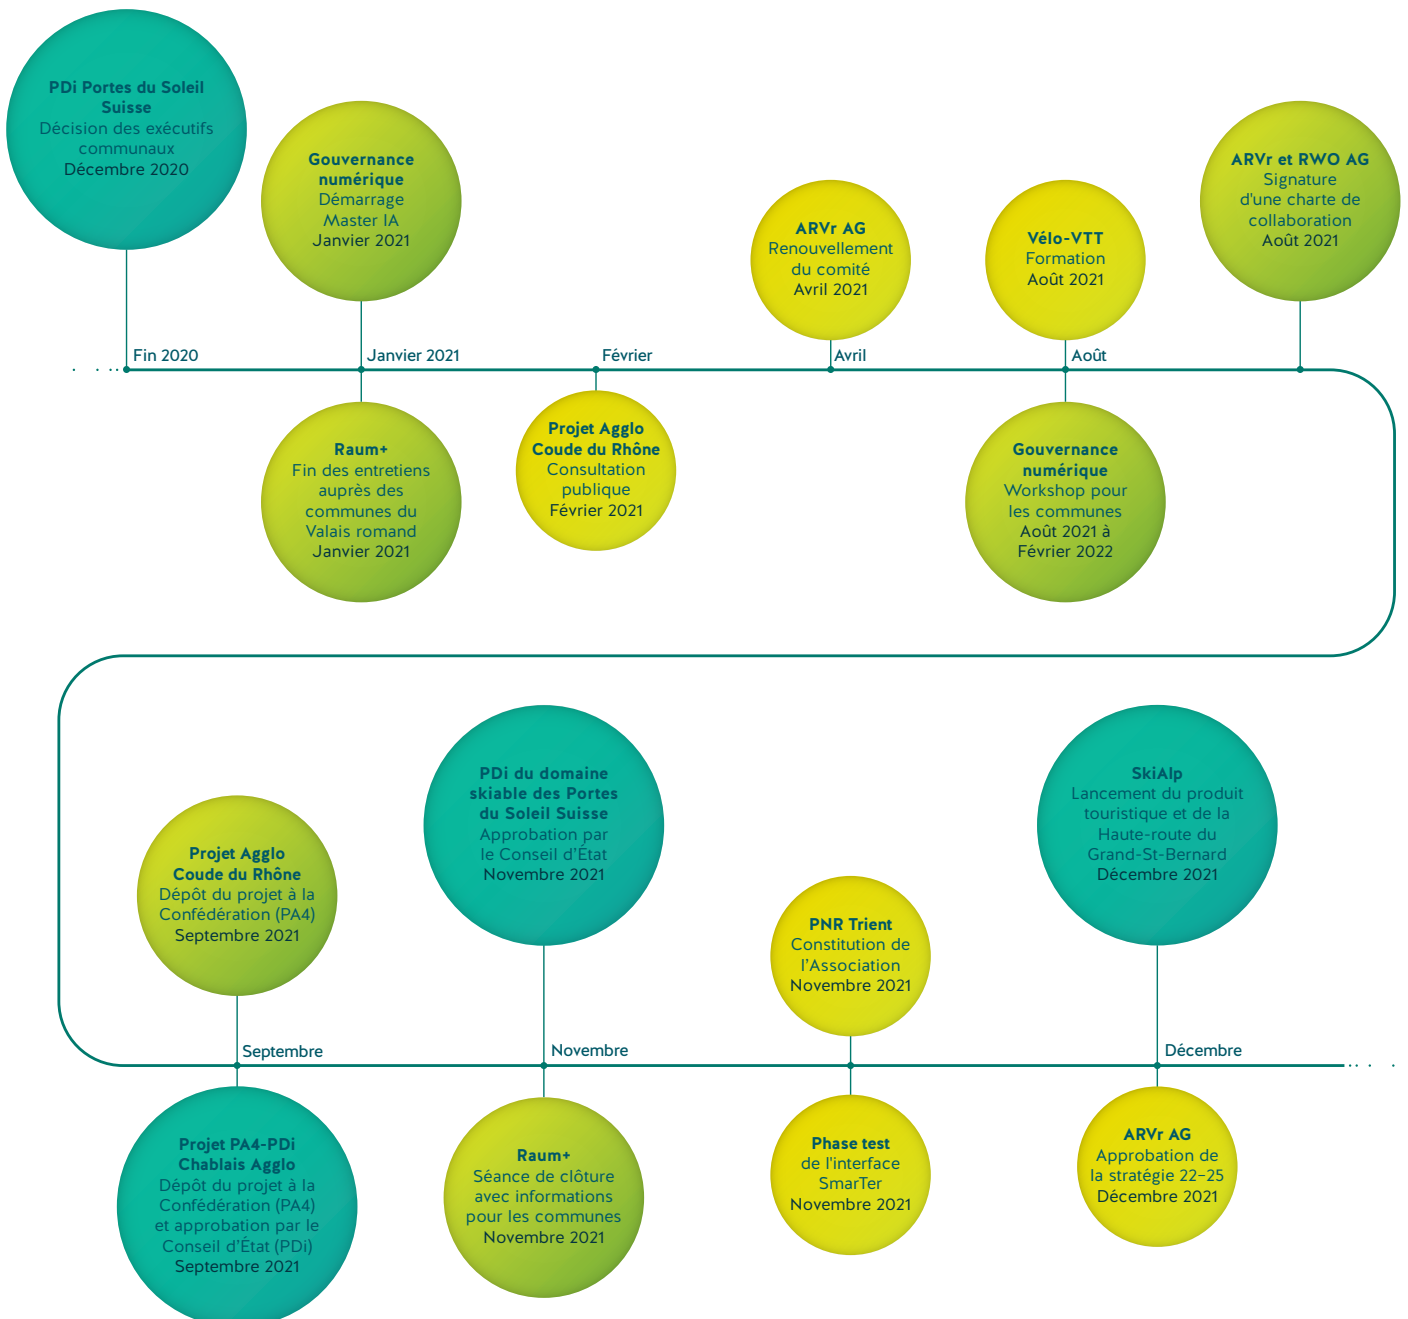 PDi Portes du Soleil
Suisse
Décision des exécutifs
communaux
Décembre 2020
Gouvernance
numérique
Démarrage
Master IA
Janvier 2021
ARVr AG
Renouvellement
du comité
Avril 2021
Vélo-VTT
Formation
Août 2021
ARVr et RWO AG
Signature
d'une charte de
collaboration
Août 2021
Fin 2020
Janvier 2021
Février
Avril
Août
Raum+
Fin des entretiens
auprès des
communes du
Valais romand
Janvier 2021
Projet Agglo
Coude du Rhône
Consultation
publique
Février 2021
Gouvernance
numérique
Workshop pour
les communes
Août 2021 à
Février 2022
Projet Agglo
Coude du Rhône
Dépôt du projet à la
Confédération (PA4)
Septembre 2021
PDi du domaine
skiable des Portes
du Soleil Suisse
Approbation par
le Conseil d'État
Novembre 2021
PNR Trient
Constitution de
l'Association
Novembre 2021
SkiAlp
Lancement du produit
touristique et de la
Haute-route du
Grand-St-Bernard
Décembre 2021
Septembre
Novembre
Décembre
Projet PA4-PDi
Chablais Agglo
Dépôt du projet à la
Confédération (PA4)
et approbation par le
Conseil d'État (PDi)
Septembre 2021
Raum+
Séance de clôture
avec informations
pour les communes
Novembre 2021
Phase test
de l'interface
SmarTer
Novembre 2021
ARVr AG
Approbation de
la stratégie 22-25
Décembre 2021